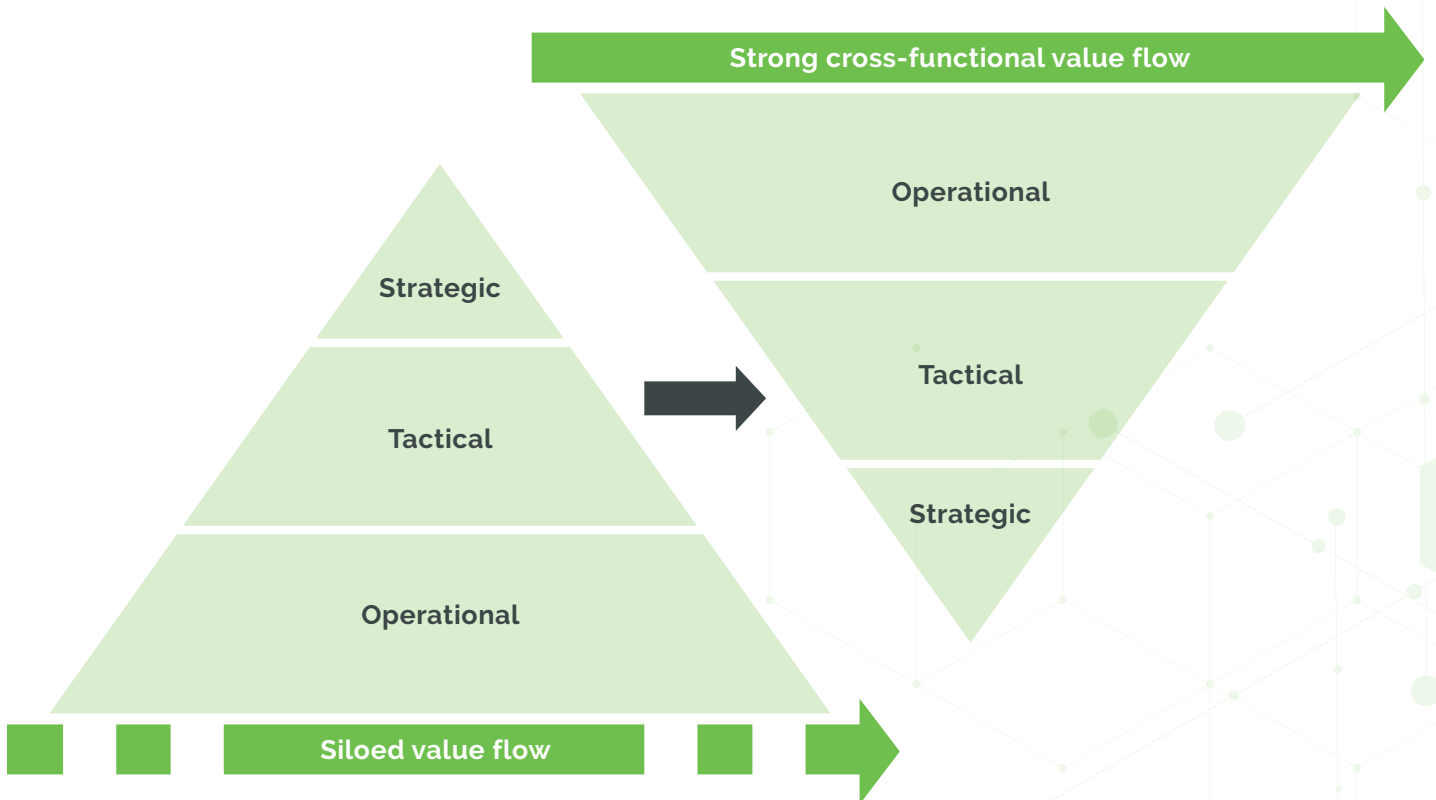 Strong cross-functional value flow
Operational
Tactical
Strategic
Strategic
Tactical
Operational
Siloed value flow